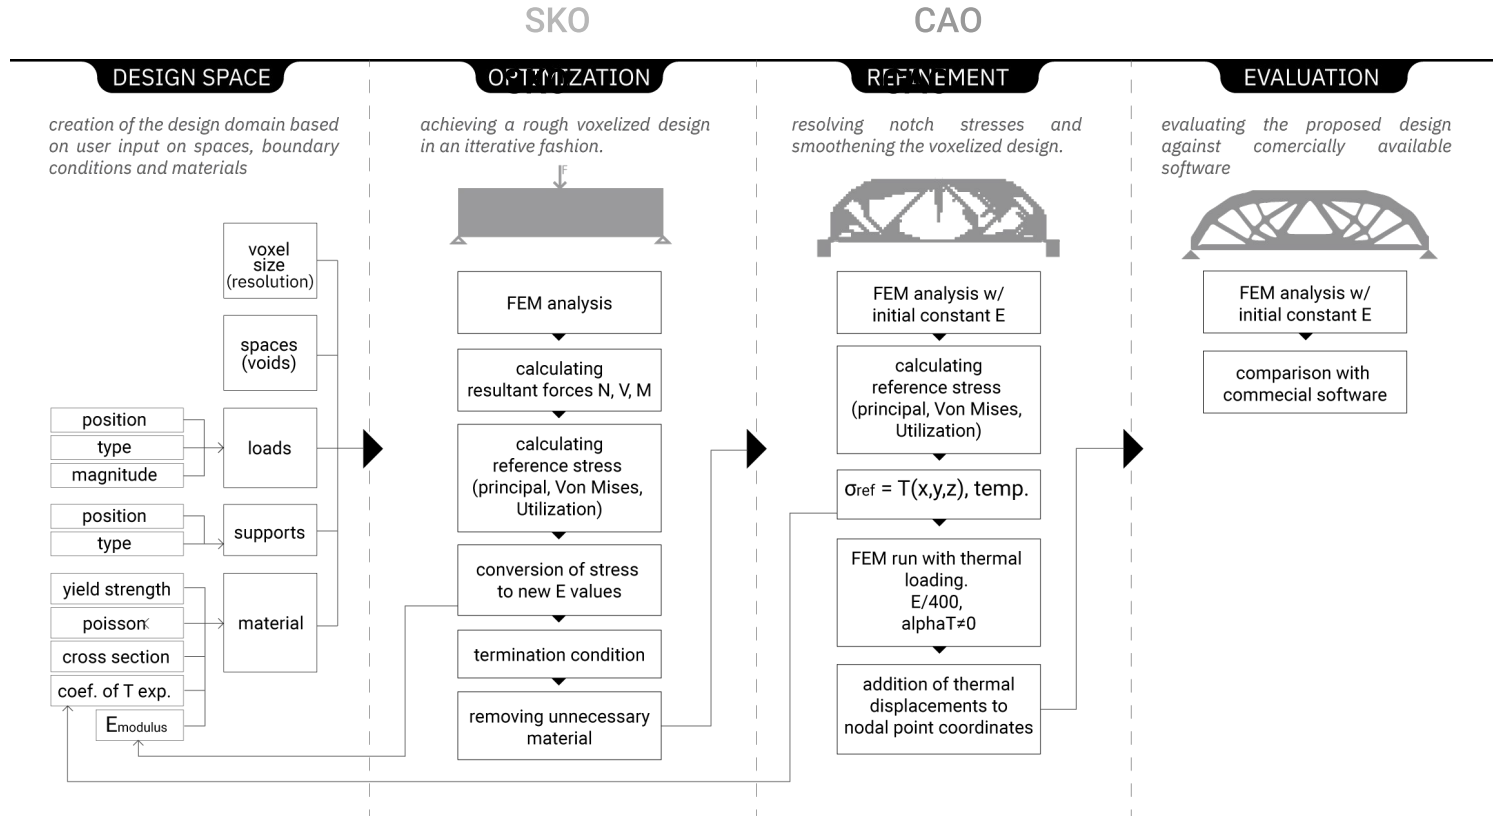 SKO
CAO
DESIGN SPACE
OPTIMIZATION
REFINEMENT
EVALUATION
creation of the design domain based
on user input on spaces, boundary
conditions and materials
achieving a rough voxelized design
in an itterative fashion.
resolving notch stresses and
smoothening the voxelized design.
evaluating the proposed design
against comercially available
software
F
voxel
size
(resolution)
spaces
(voids)
position
type
magnitude
loads
position
type
supports
yield strength
poisson
cross section
coef. of T exp.
Emodulus
material
FEM analysis
calculating
resultant forces N, V, M
calculating
reference stress
(principal, Von Mises,
Utilization)
conversion of stress
to new E values
termination condition
removing unnecessary
material
FEM analysis w/
initial constant E
calculating
reference stress
(principal, Von Mises,
Utilization)
σref = T(x,y,z), temp.
FEM run with thermal
loading.
E/400,
alphaT≠0
addition of thermal
displacements to
nodal point coordinates
FEM analysis w/
initial constant E
comparison with
commecial software